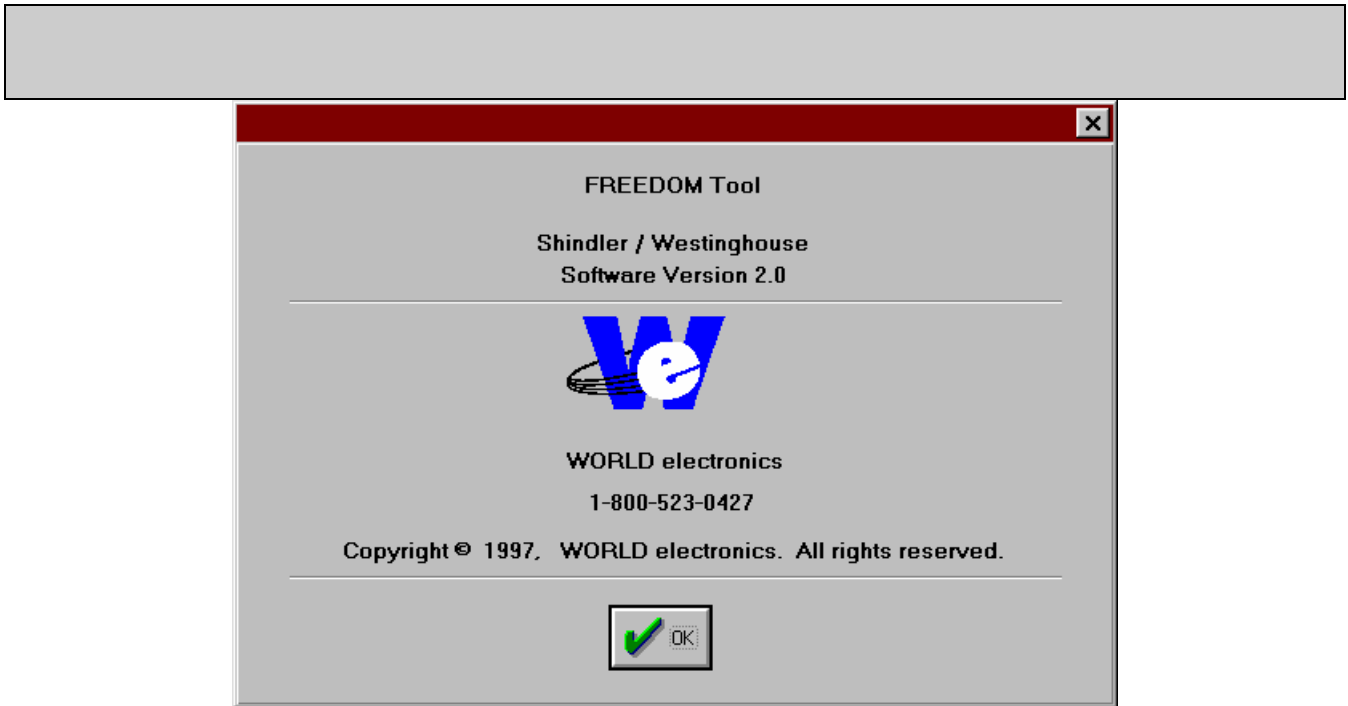 FREEDOM Tool
Shindler / Westinghouse
Software Version 2.0
We
WORLD electronics
1-800-523-0427
Copyright © 1997, WORLD electronics. All rights reserved.
OK